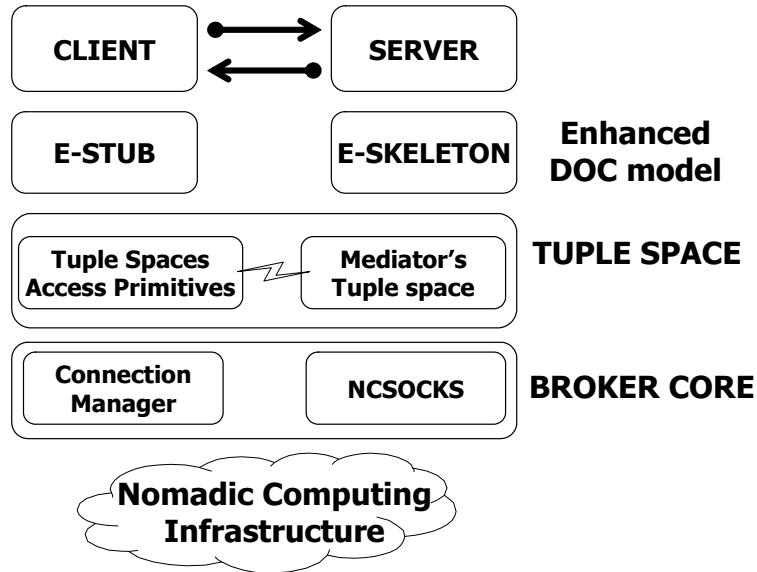 CLIENT
SERVER
E-STUB
E-SKELETON
Enhanced
DOC model
Tuple Spaces
Access Primitives
Mediator's
Tuple space
TUPLE SPACE
Connection
Manager
NCSOCKS
BROKER CORE
Nomadic Computing
Infrastructure